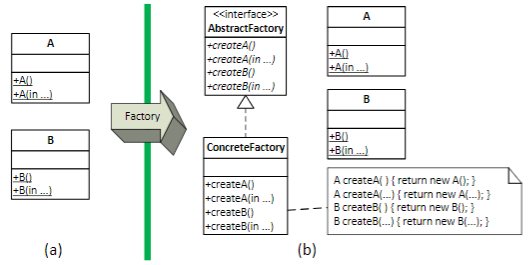 A
+A()
+A(in ...)
B
+B()
+B(in ...)
(a)
Factory
<<interface>>
AbstractFactory
+createA()
+createA(in ...)
+createB()
+createB(in ...)
ConcreteFactory
+createA()
+createA(in ...)
+createB()
+createB(in ...)
A
+A()
+A(in ...)
B
+B()
+B(in ...)
A createA( ) { return new A(); }
A createA(...) { return new A(...); }
B createB( ) { return new B(); }
B createB(...) { return new B(...); }
(b)